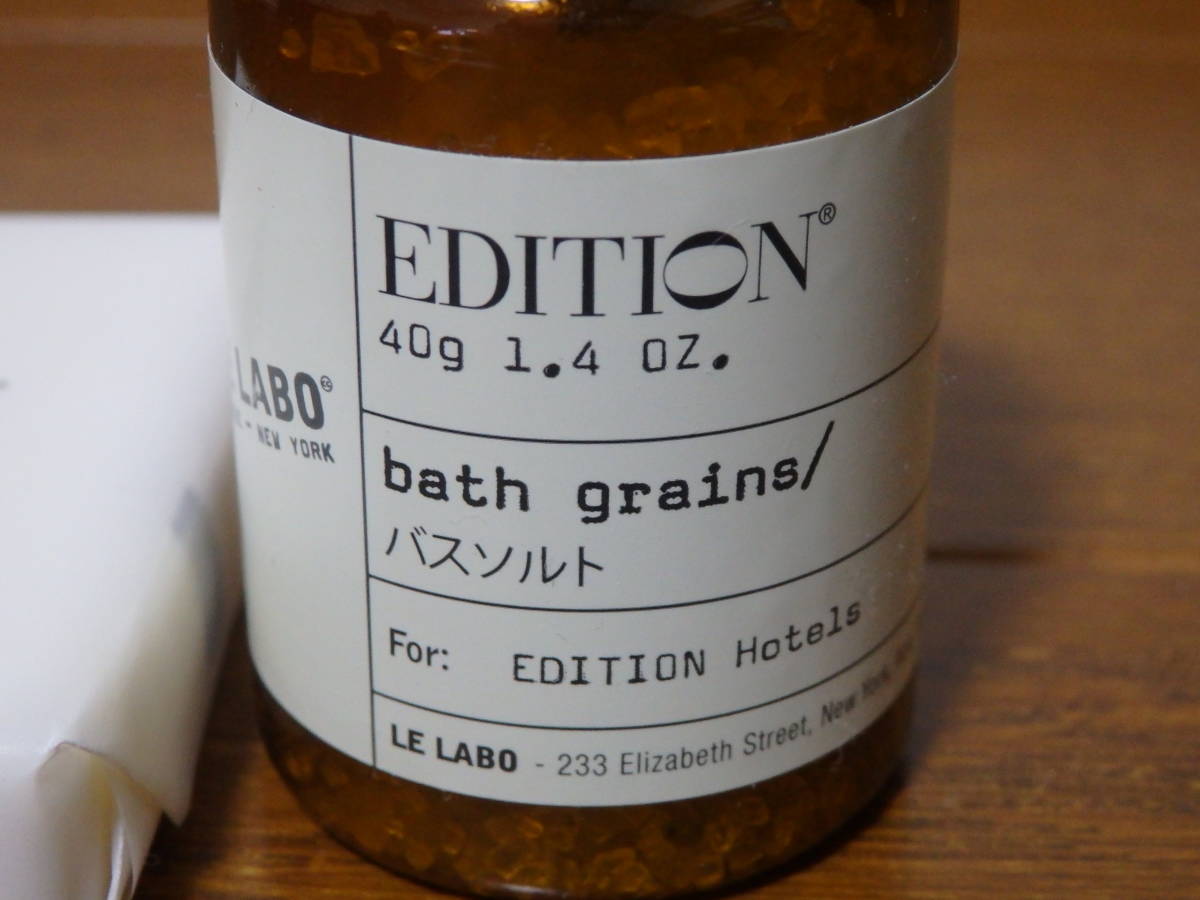 LABO
- NEW YORK
EDITION®
40g 1.4 OZ.
bath grains/
バスソルト
For: EDITION Hotels
LE LABO - 233 Elizabeth Street, New York,